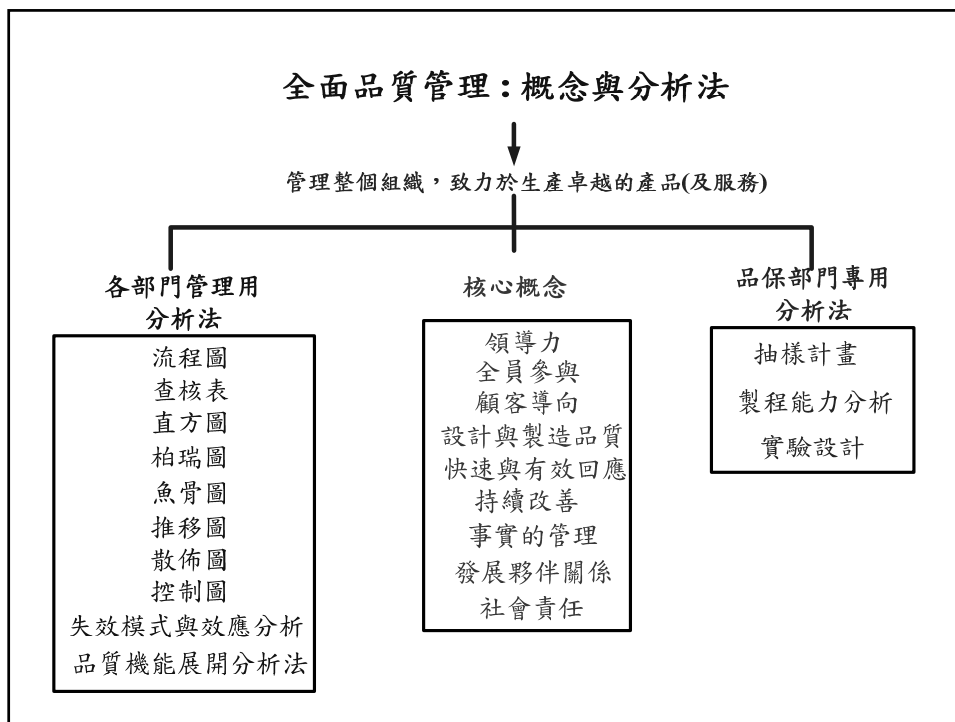 全面品質管理：概念與分析法
管理整個組織，致力於生產卓越的產品(及服務)
各部門管理用
分析法
流程圖
查核表
直方圖
柏瑞圖
魚骨圖
推移圖
散佈圖
控制圖
失效模式與效應分析
品質機能展開分析法
核心概念
領導力
全員參與
顧客導向
設計與製造品質
快速與有效回應
持續改善
事實的管理
發展夥伴關係
社會責任
品保部門專用
分析法
抽樣計畫
製程能力分析
實驗設計